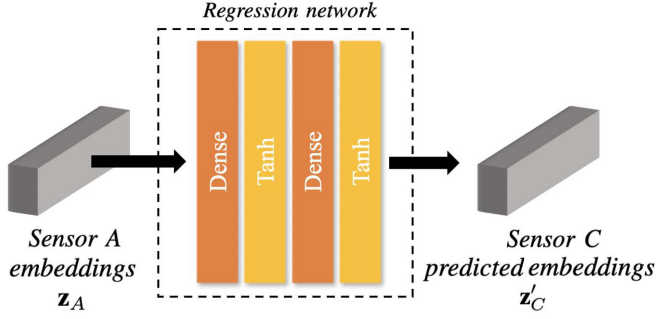 Regression network
Dense
Tanh
Dense
Tanh
Sensor A
embeddings
z_A
Sensor C
predicted embeddings
z'_C